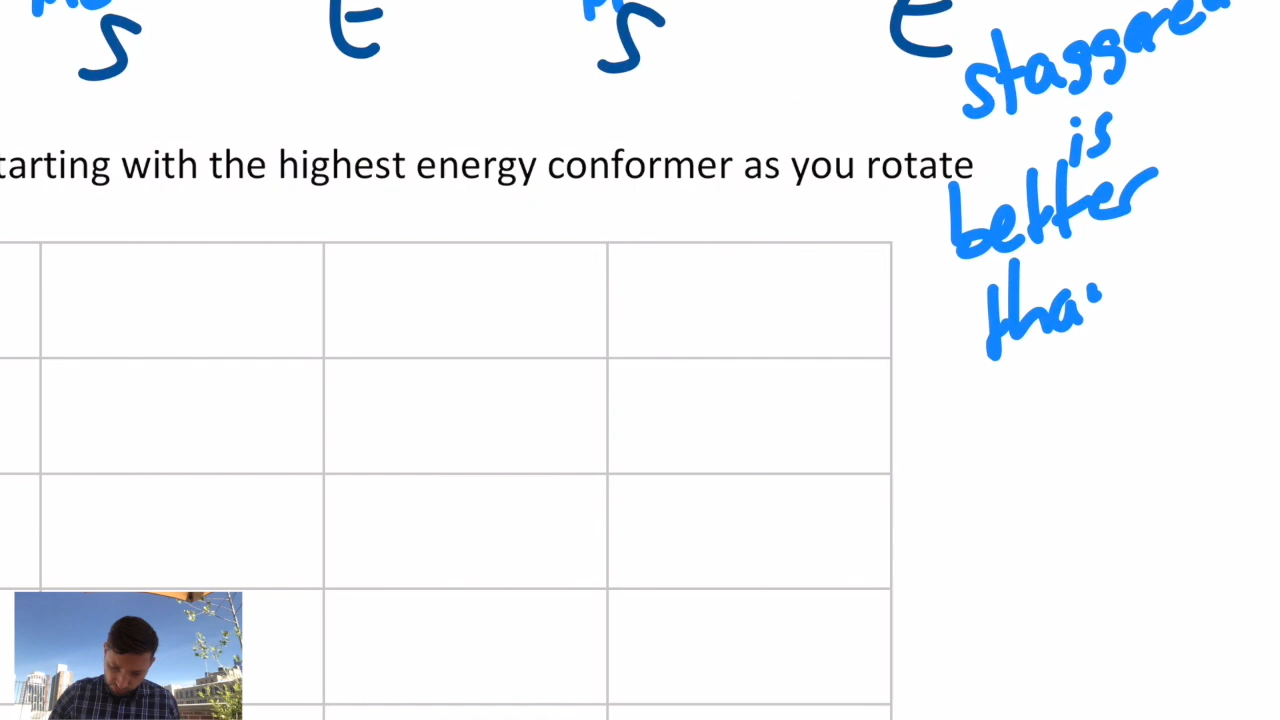 S E S E
staggered
is
tarting with the highest energy conformer as you rotate
better
tha